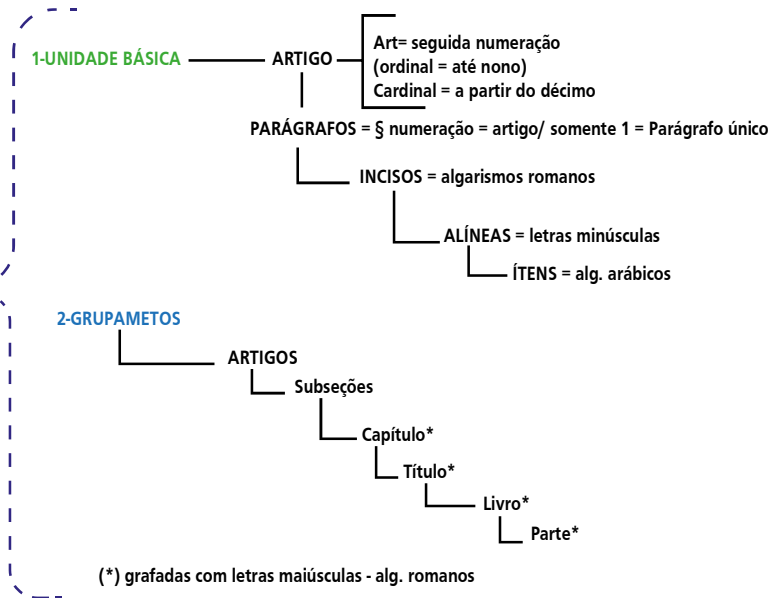 1-UNIDADE BÁSICA
ARTIGO
Art= seguida numeração
(ordinal = até nono)
Cardinal = a partir do décimo
PARÁGRAFOS = § numeração = artigo/ somente 1 = Parágrafo único
INCISOS = algarismos romanos
ALÍNEAS = letras minúsculas
ÍTENS = alg. arábicos
2-GRUPAMETOS
ARTIGOS
Subseções
Capítulo*
Título*
Livro*
Parte*
(*) grafadas com letras maiúsculas - alg. romanos